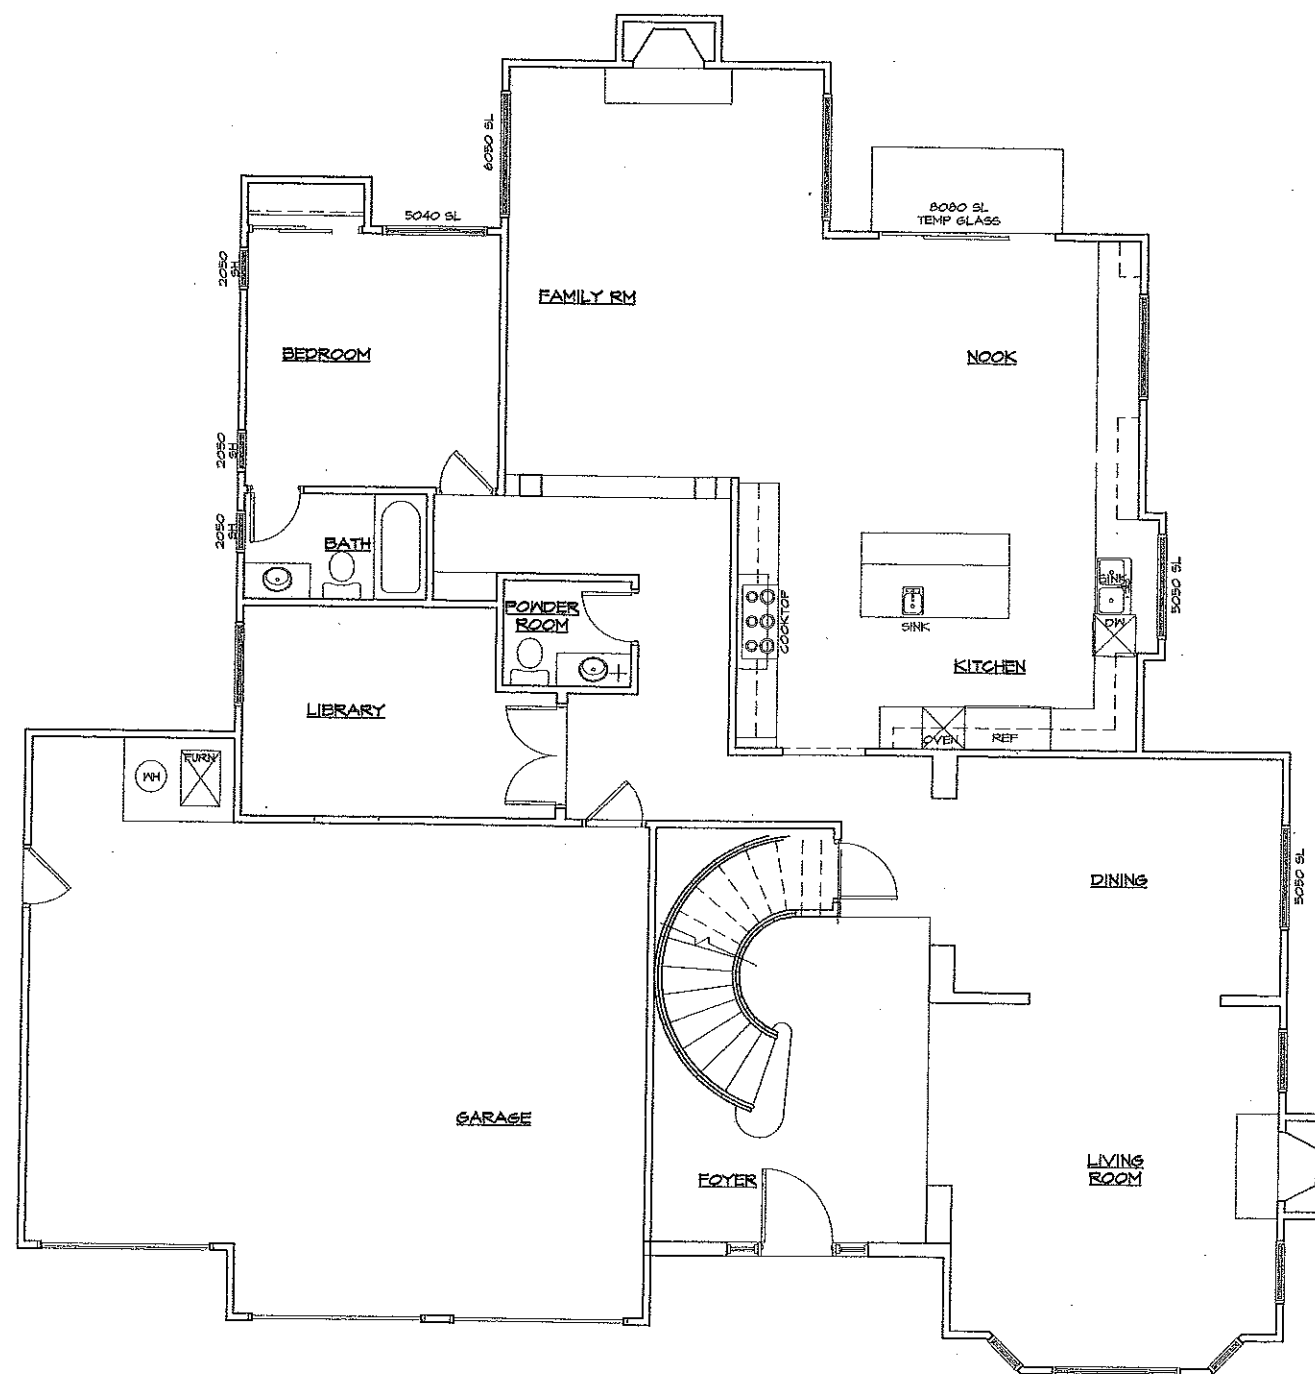 6050 SL
8080 SL
TEMP GLASS
5040 SL
2050
SH
FAMILY RM
BEDROOM
NOOK
2050
SH
2050
SH
BATH
POWDER
ROOM
COOKTOP
SINK
SINK
DW
5050 SL
KITCHEN
LIBRARY
OVEN
REF
WH
FURN
DINING
5050 SL
GARAGE
FOYER
LIVING
ROOM